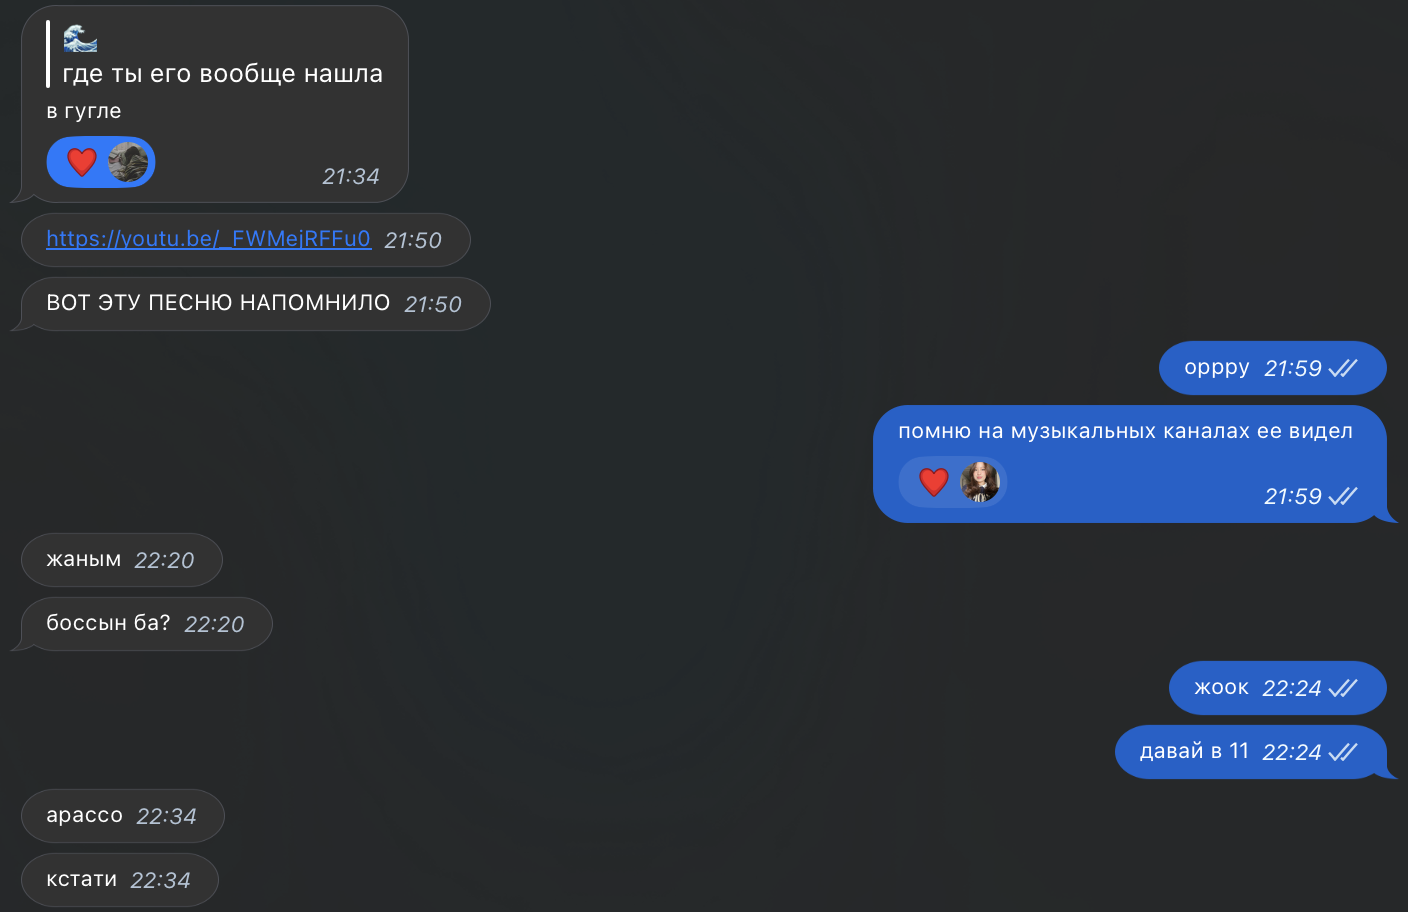 🌊
где ты его вообще нашла
в гугле
❤️
21:34
https://youtu.be/_FWMejRFFu0 21:50
ВОТ ЭТУ ПЕСНЮ НАПОМНИЛО 21:50
оррру 21:59
помню на музыкальных каналах ее видел
❤️
21:59
жаным 22:20
боссын ба? 22:20
жоок 22:24
давай в 11 22:24
арассо 22:34
кстати 22:34